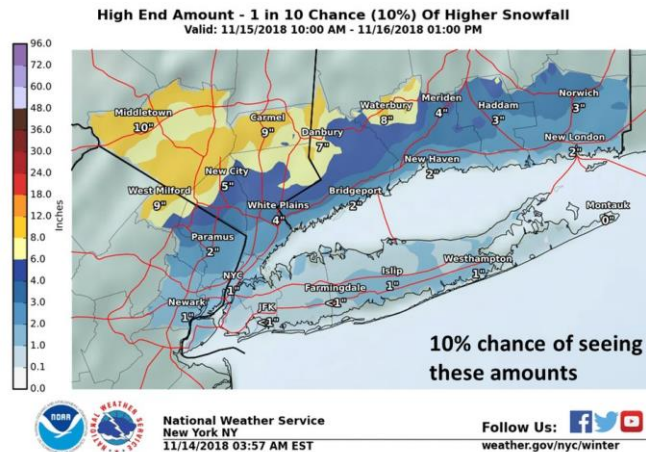 High End Amount - 1 in 10 Chance (10%) Of Higher Snowfall
Valid: 11/15/2018 10:00 AM - 11/16/2018 01:00 PM
96.0
72.0
60.0
48.0
36.0
30.0
24.0
18.0
12.0
8.0
6.0
4.0
3.0
2.0
1.0
0.1
0.0
Inches
Middletown
10"
Carmel
9"
Danbury
7"
Waterbury
8"
Meriden
4"
Haddam
3"
Norwich
3"
New London
2"
West Milford
9"
New City
5"
White Plains
4"
Bridgeport
2"
New Haven
2"
Montauk
0"
Paramus
2"
NYC
1"
Newark
1"
JFK
<1"
Farmingdale
<1"
Islip
1"
Westhampton
1"
10% chance of seeing
these amounts
NOAA
NATIONAL WEATHER SERVICE
National Weather Service
New York NY
11/14/2018 03:57 AM EST
Follow Us:
weather.gov/nyc/winter